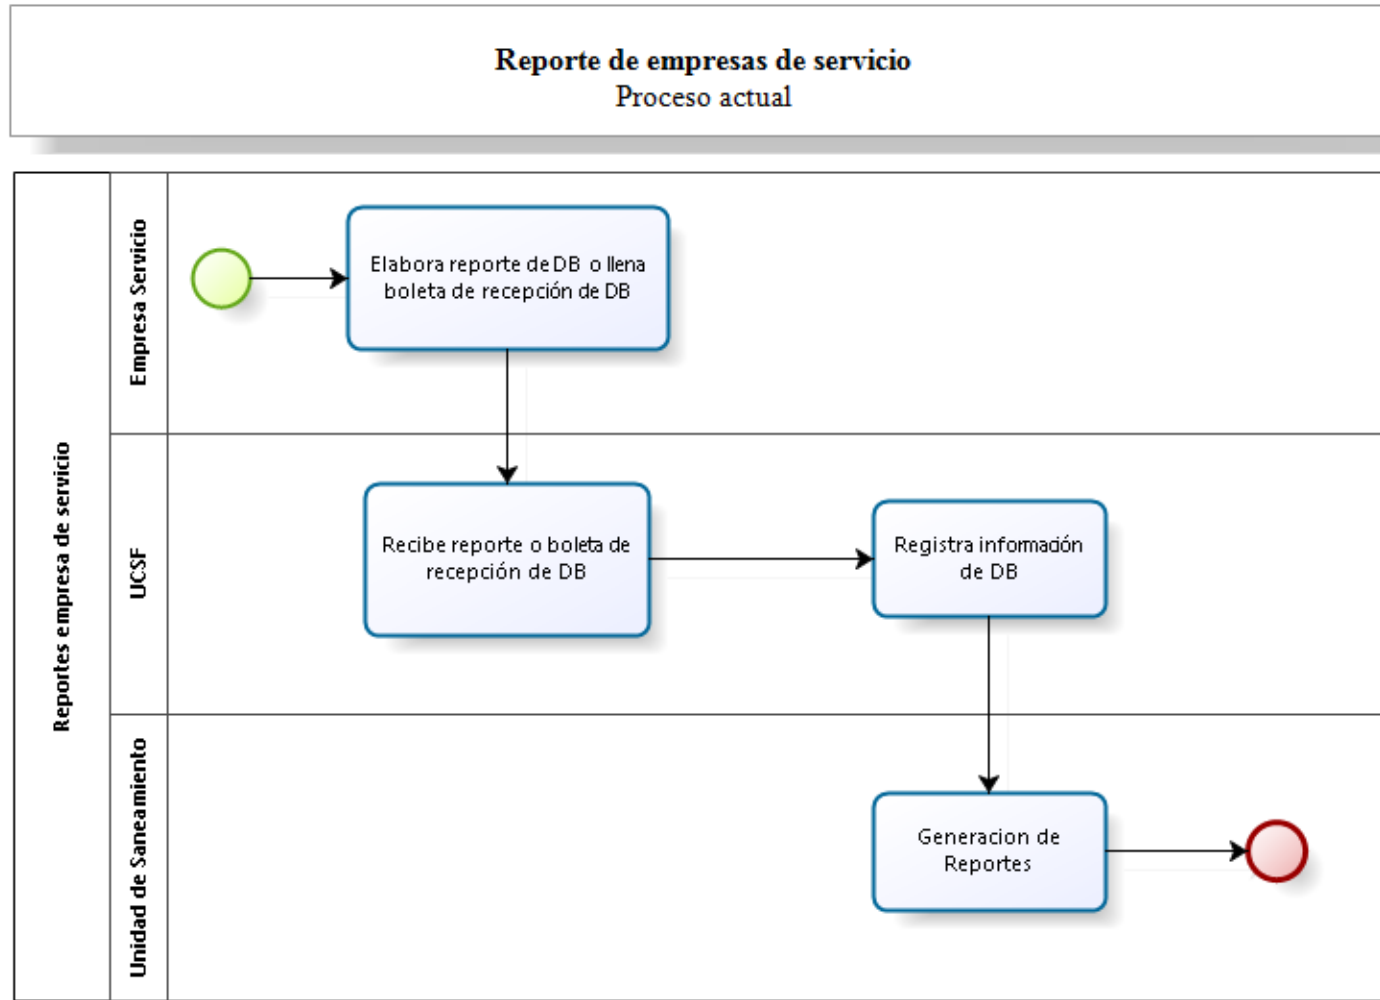 Reporte de empresas de servicio
Proceso actual
Reportes empresa de servicio
Empresa Servicio
Elabora reporte de DB o llena
boleta de recepción de DB
UCSF
Recibe reporte o boleta de
recepción de DB
Registra información
de DB
Unidad de Saneamiento
Generacion de
Reportes